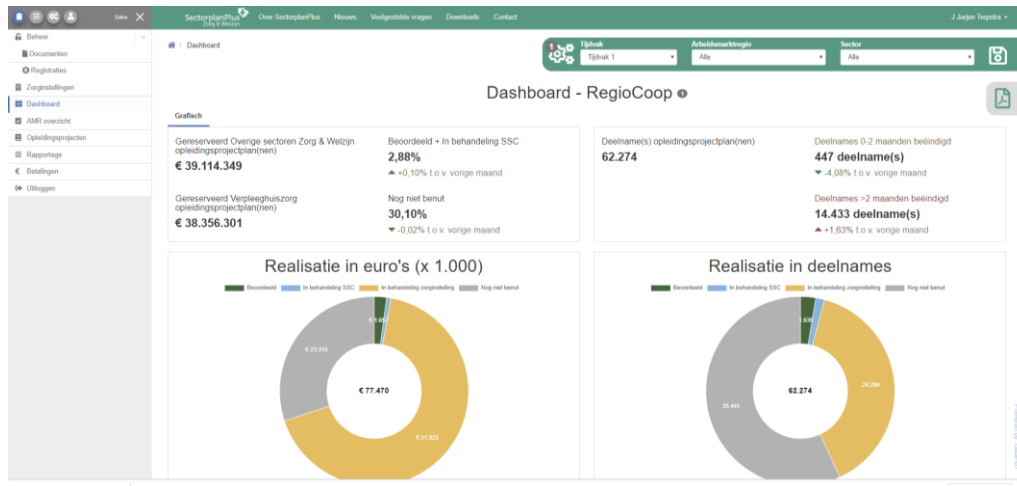 Saba
SectorplanPlus
Zorg & Welzijn
Over SectorplanPlus
Nieuws
Veelgestelde vragen
Downloads
Contact
J Jorjen Terpstra
Beheer
Documenten
Registraties
Zorginstellingen
Dashboard
AMR overzicht
Opleidingsprojecten
Rapportage
Betalingen
Uitloggen
/ Dashboard
1
Tijdvak
Arbeidsmarktregio
Sector
Tijdvak 1
Alle
Alle
Dashboard - RegioCoop
Grafisch
Gereserveerd Overige sectoren Zorg & Welzijn
opleidingsprojectplan(nen)
€ 39.114.349
Beoordeeld + In behandeling SSC
2,88%
+0,10% t.o.v. vorige maand
Gereserveerd Verpleeghuiszorg
opleidingsprojectplan(nen)
€ 38.356.301
Nog niet benut
30,10%
-0,02% t.o.v. vorige maand
Deelname(s) opleidingsprojectplan(nen)
62.274
Deelnames 0-2 maanden beëindigd
447 deelname(s)
-4,08% t.o.v. vorige maand
Deelnames >2 maanden beëindigd
14.433 deelname(s)
+1,63% t.o.v. vorige maand
Realisatie in euro's (x 1.000)
Beoordeeld
In behandeling SSC
In behandeling zorginstelling
Nog niet benut
€ 1.657
€ 23.315
€ 77.470
€ 51.925
Realisatie in deelnames
Beoordeeld
In behandeling SSC
In behandeling zorginstelling
Nog niet benut
1.639
24.294
62.274
35.411